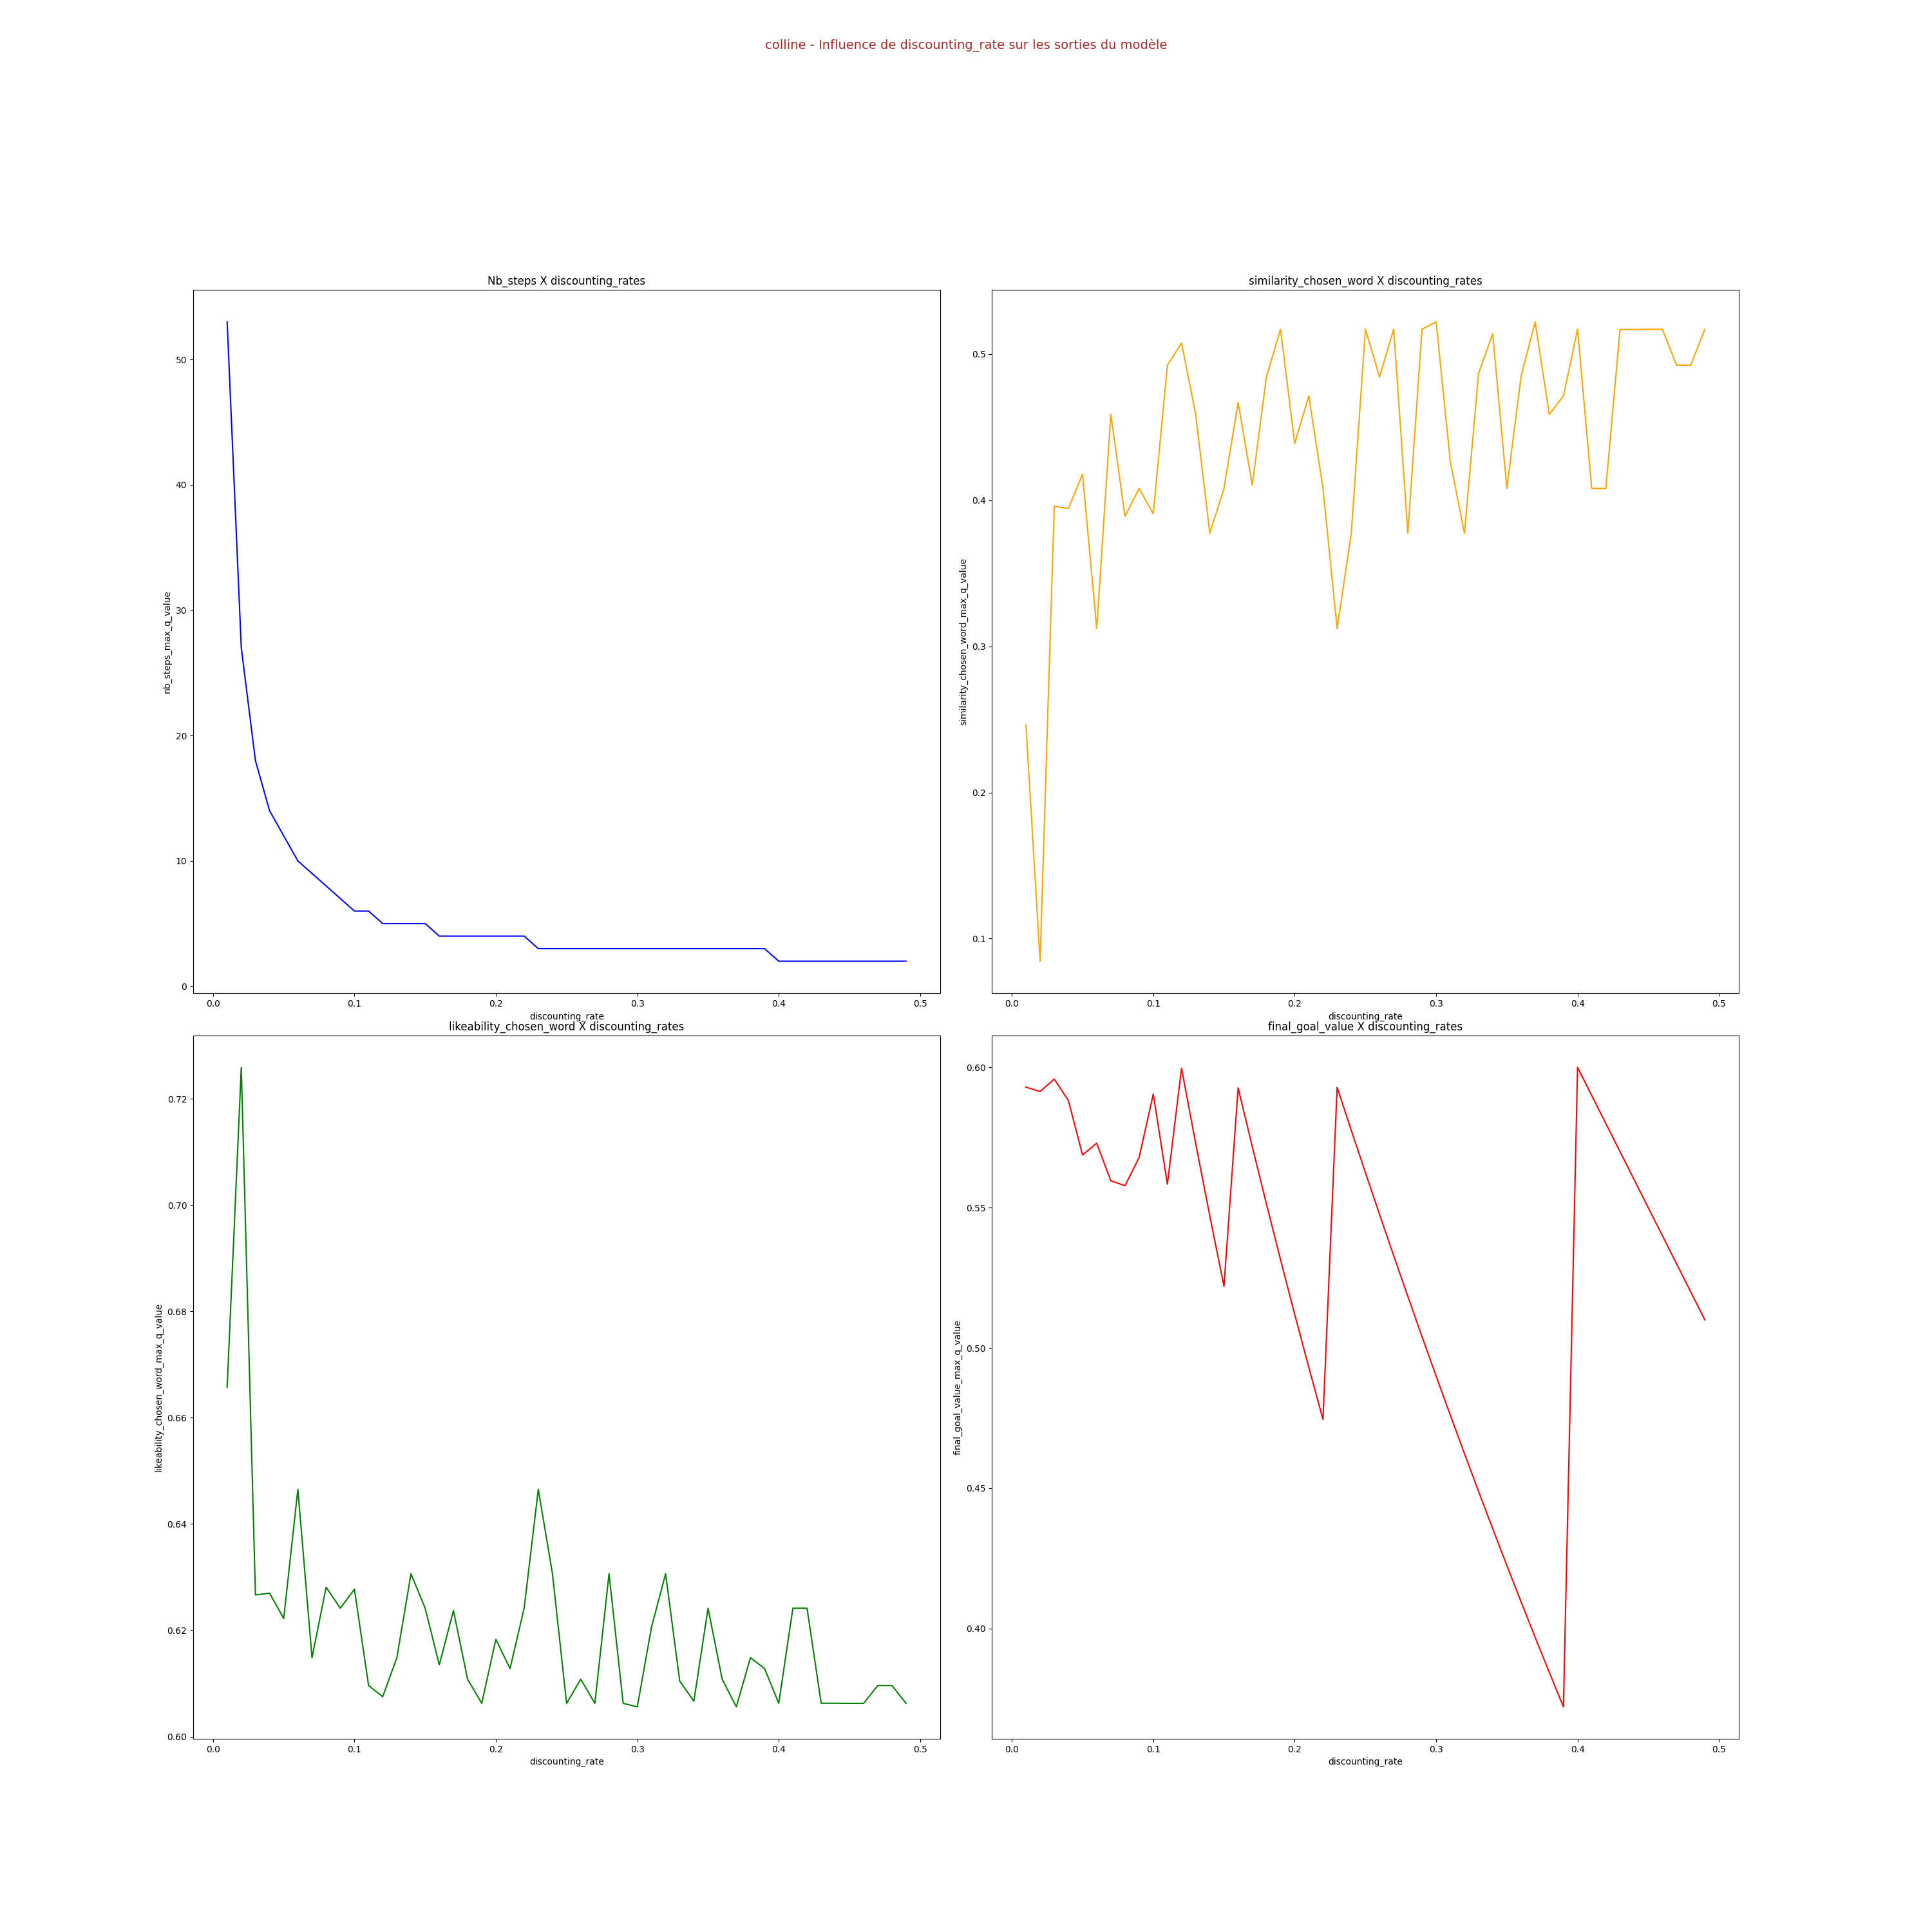 colline - Influence de discounting_rate sur les sorties du modèle
Nb_steps X discounting_rates
nb_steps_max_q_value
50
40
30
20
10
0
0.0 0.1 0.2 0.3 0.4 0.5
discounting_rate
similarity_chosen_word X discounting_rates
similarity_chosen_word_max_q_value
0.5
0.4
0.3
0.2
0.1
0.0 0.1 0.2 0.3 0.4 0.5
discounting_rate
likeability_chosen_word X discounting_rates
likeability_chosen_word_max_q_value
0.72
0.70
0.68
0.66
0.64
0.62
0.60
0.0 0.1 0.2 0.3 0.4 0.5
discounting_rate
final_goal_value X discounting_rates
final_goal_value_max_q_value
0.60
0.55
0.50
0.45
0.40
0.0 0.1 0.2 0.3 0.4 0.5
discounting_rate